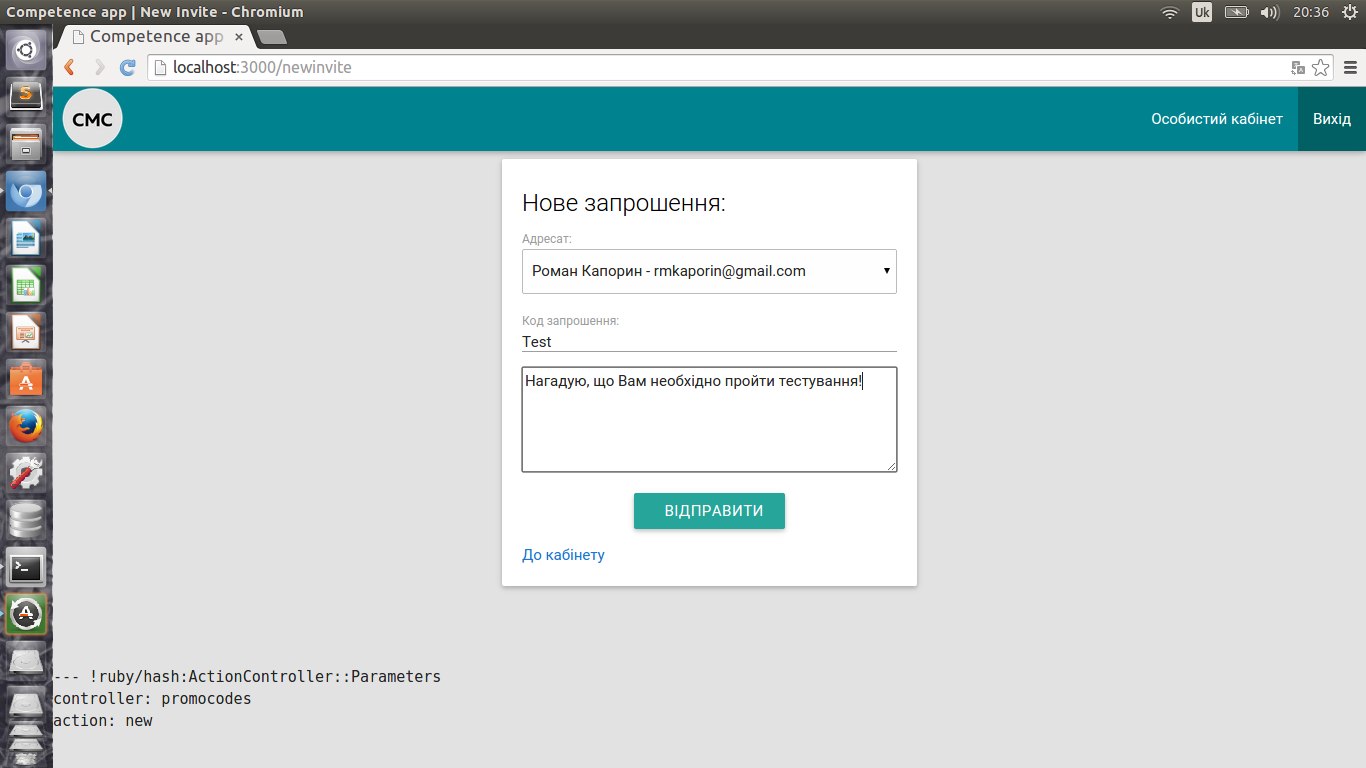 Competence app | New Invite - Chromium
Uk
20:36
Competence app
localhost:3000/newinvite
CMC
Особистий кабінет
Вихід
Нове запрошення:
Адресат:
Роман Капорин - rmkaporin@gmail.com
Код запрошення:
Test
Нагадую, що Вам необхідно пройти тестування!
ВІДПРАВИТИ
До кабінету
--- !ruby/hash:ActionController::Parameters
controller: promocodes
action: new